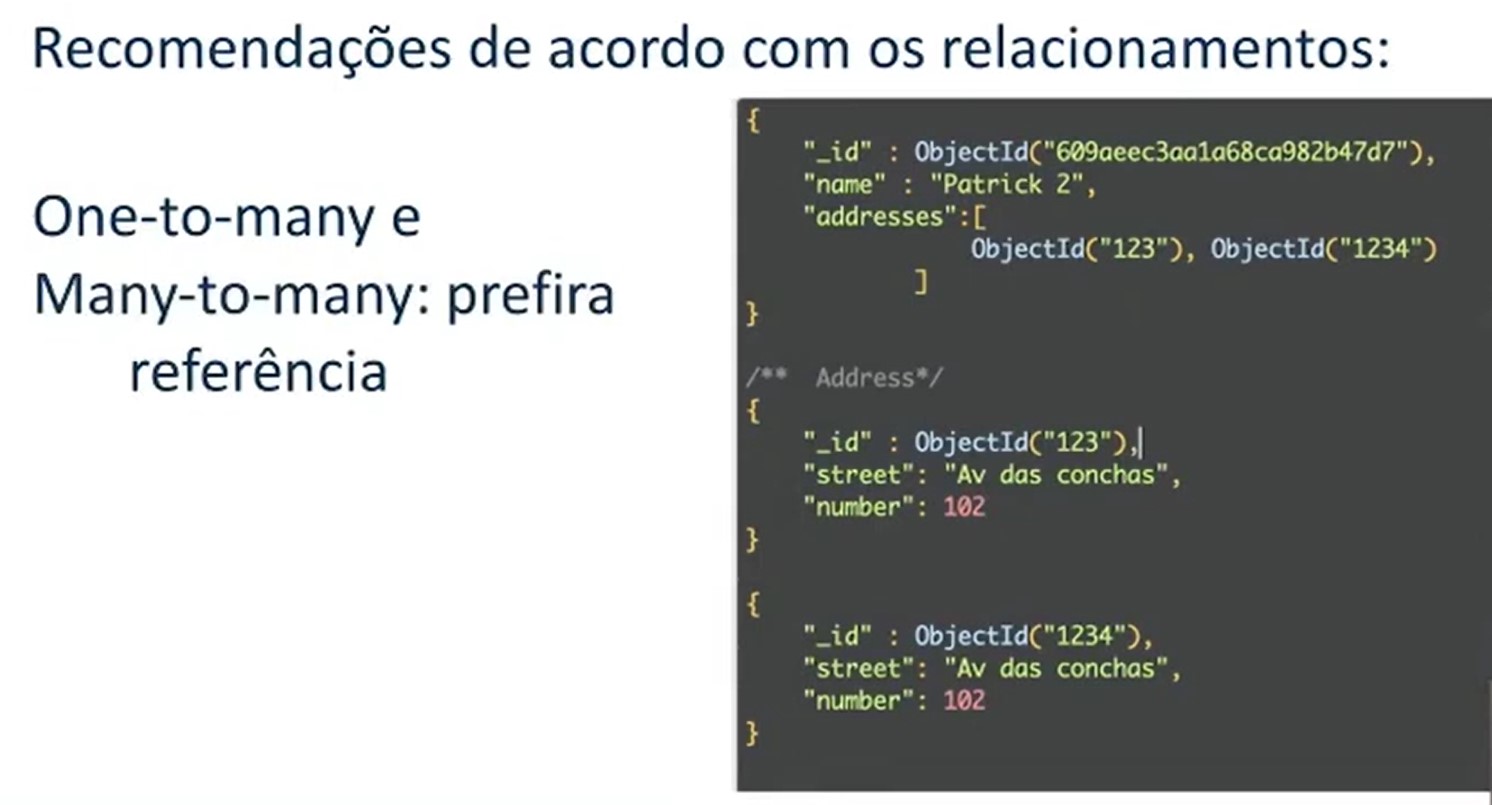 Recomendações de acordo com os relacionamentos:
One-to-many e
Many-to-many: prefira
referência
{
"_id" : ObjectId("609aeec3aa1a68ca982b47d7"),
"name" : "Patrick 2",
"addresses":[
ObjectId("123"), ObjectId("1234")
]
}
/** Address*/
{
"_id" : ObjectId("123"),
"street": "Av das conchas",
"number": 102
}
{
"_id" : ObjectId("1234"),
"street": "Av das conchas",
"number": 102
}